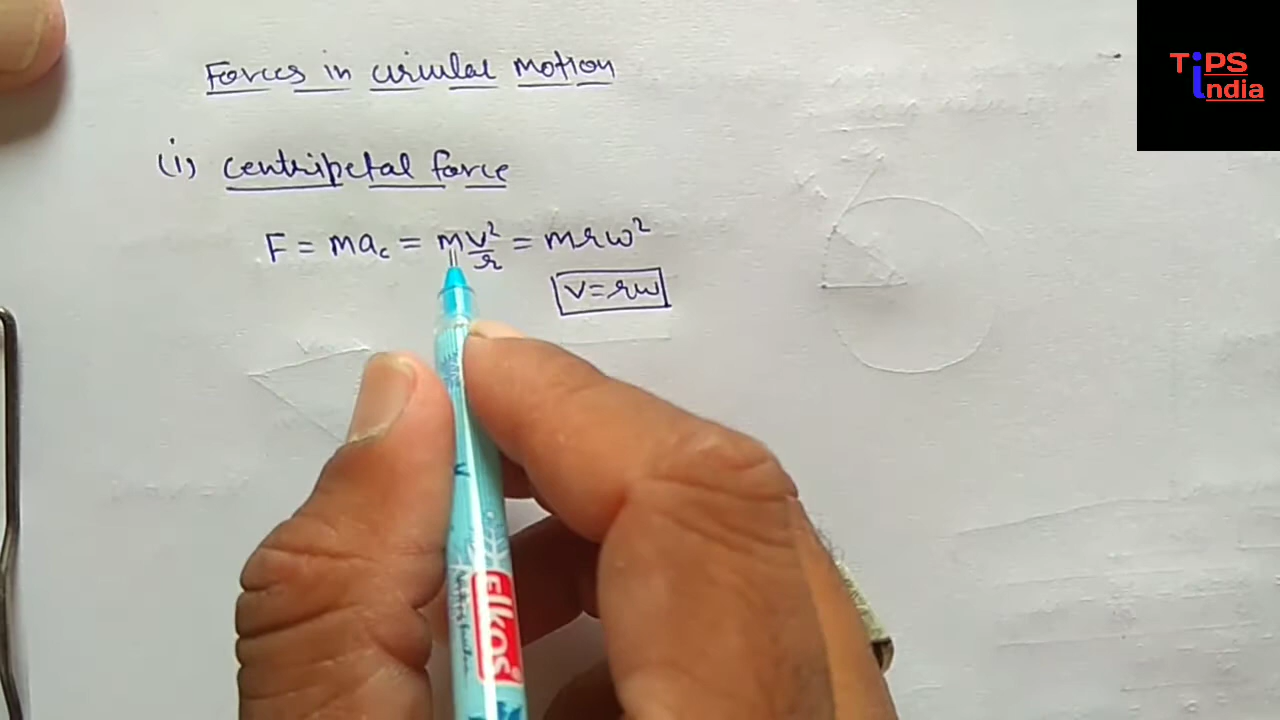 Forces in circular motion
(i) centripetal force
F = mac = mv²/r = mrω²
v=rω
Elkos
TiPS
india